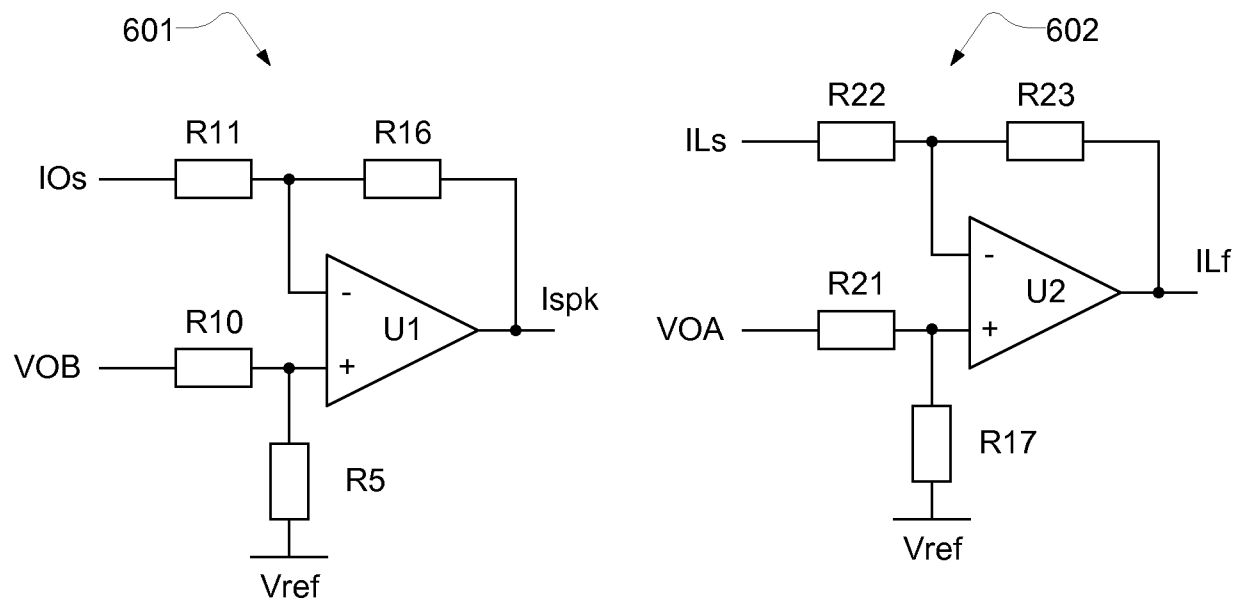 601
R11
R16
IOs
-
R10
U1
Ispk
VOB
+
R5
Vref
602
R22
R23
ILs
-
R21
U2
ILf
VOA
+
R17
Vref